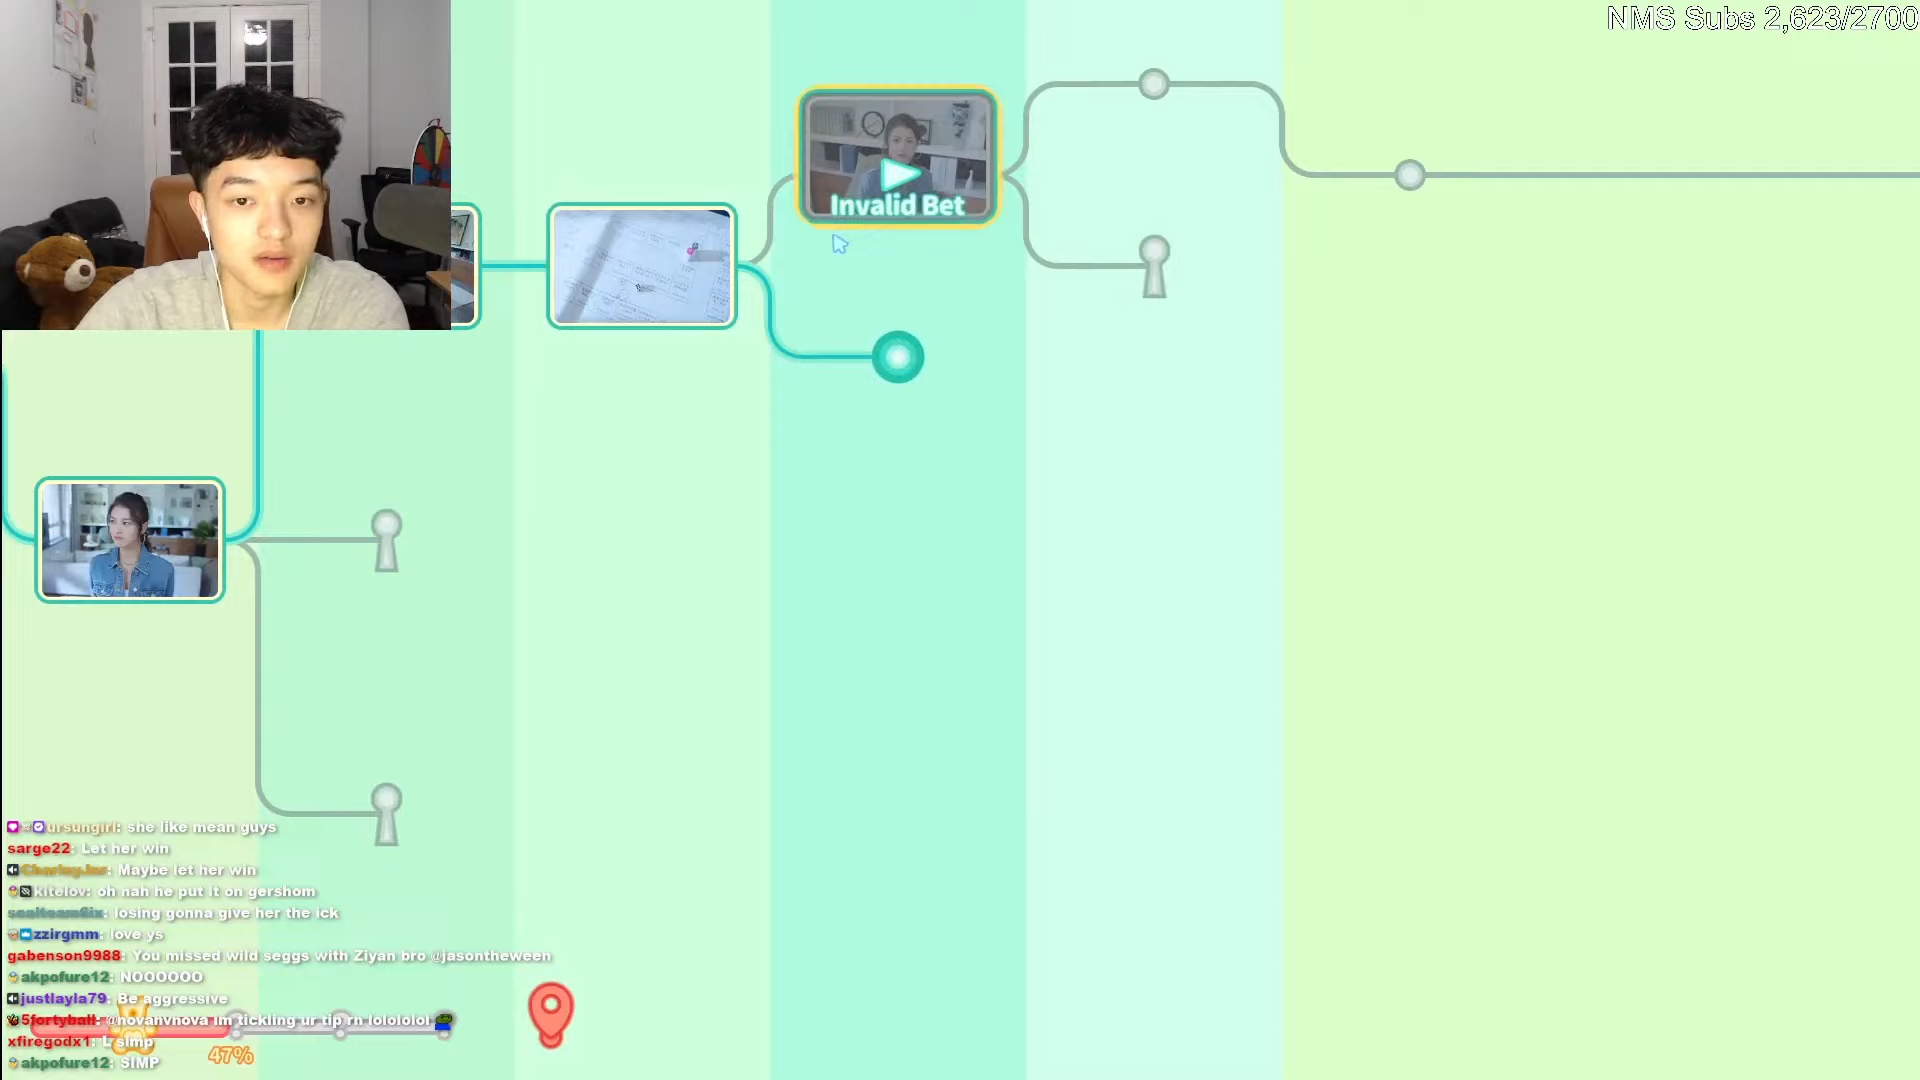 NMS Subs 2,623/2700
Invalid Bet
ursungirl: she like mean guys
sarge22: Let her win
CharleyJnr: Maybe let her win
kitelov: oh nah he put it on gershom
sealteam6ix: losing gonna give her the ick
zzirgmm: love ys
gabenson9988: You missed wild seggs with Ziyan bro @jasontheween
akpofure12: NOOOOOO
justlayla79: Be aggressive
5fortyball: @novanvnova im tickling ur tip rn lolololol
xfiregodx1: L simp
47%
akpofure12: SIMP